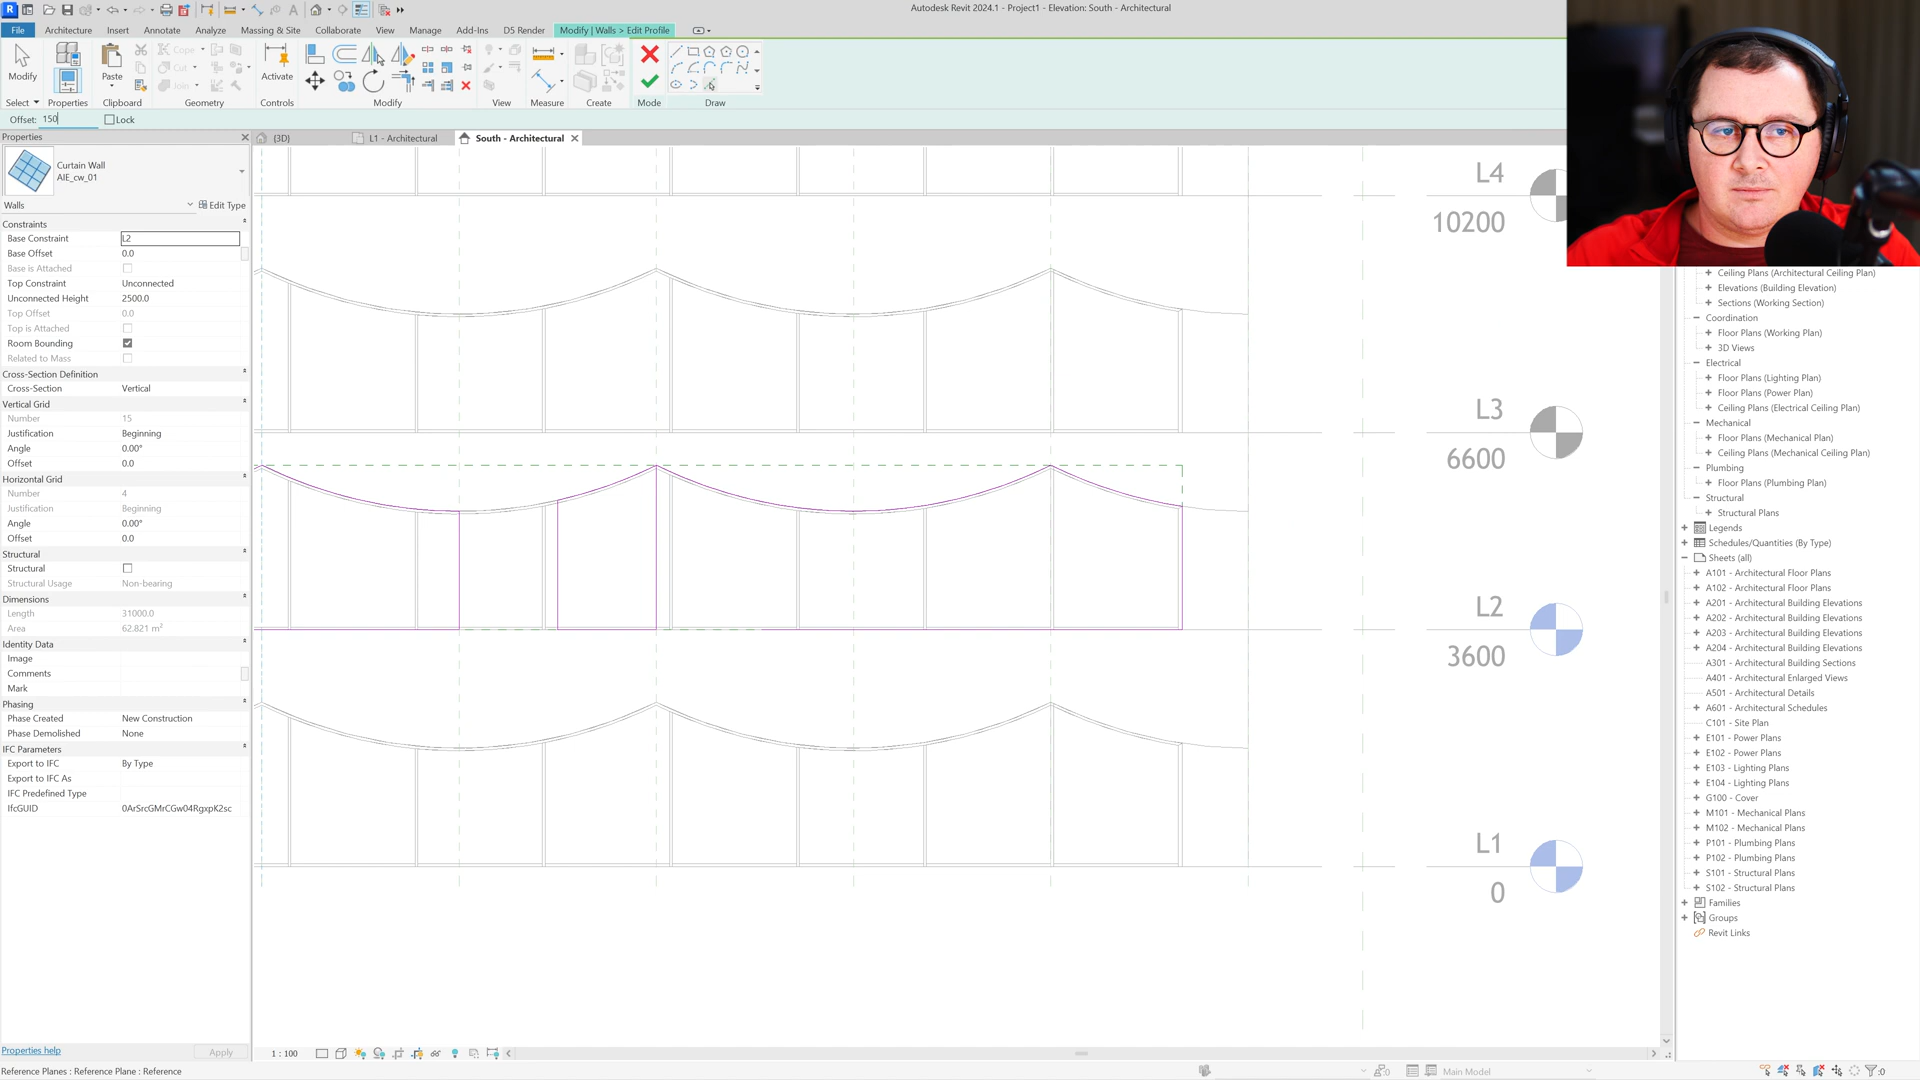 Autodesk Revit 2024.1 - Project1 - Elevation: South - Architectural
File Architecture Insert Annotate Analyze Massing & Site Collaborate View Manage Add-Ins D5 Render Modify | Walls > Edit Profile
Modify Paste Cope Cut Join Activate
Select Properties Clipboard Geometry Controls Modify View Measure Create Mode Draw
Offset: 150 Lock
Properties
(3D) L1 - Architectural South - Architectural
Curtain Wall
AIE_cw_01
Walls Edit Type
Constraints
Base Constraint L2
Base Offset 0.0
Base is Attached
Top Constraint Unconnected
Unconnected Height 2500.0
Top Offset 0.0
Top is Attached
Room Bounding
Related to Mass
Cross-Section Definition
Cross-Section Vertical
Vertical Grid
Number 15
Justification Beginning
Angle 0.00°
Offset 0.0
Horizontal Grid
Number 4
Justification Beginning
Angle 0.00°
Offset 0.0
Structural
Structural
Structural Usage Non-bearing
Dimensions
Length 31000.0
Area 62.821 m²
Identity Data
Image
Comments
Mark
Phasing
Phase Created New Construction
Phase Demolished None
IFC Parameters
Export to IFC By Type
Export to IFC As
IFC Predefined Type
IfcGUID 0ArSrcGMrCGw04RgxpK2sc
Properties help Apply
L4
10200
L3
6600
L2
3600
L1
0
Ceiling Plans (Architectural Ceiling Plan)
Elevations (Building Elevation)
Sections (Working Section)
Coordination
Floor Plans (Working Plan)
3D Views
Electrical
Floor Plans (Lighting Plan)
Floor Plans (Power Plan)
Ceiling Plans (Electrical Ceiling Plan)
Mechanical
Floor Plans (Mechanical Plan)
Ceiling Plans (Mechanical Ceiling Plan)
Plumbing
Floor Plans (Plumbing Plan)
Structural
Structural Plans
Legends
Schedules/Quantities (By Type)
Sheets (all)
A101 - Architectural Floor Plans
A102 - Architectural Floor Plans
A201 - Architectural Building Elevations
A202 - Architectural Building Elevations
A203 - Architectural Building Elevations
A204 - Architectural Building Elevations
A301 - Architectural Building Sections
A401 - Architectural Enlarged Views
A501 - Architectural Details
A601 - Architectural Schedules
C101 - Site Plan
E101 - Power Plans
E102 - Power Plans
E103 - Lighting Plans
E104 - Lighting Plans
G100 - Cover
M101 - Mechanical Plans
M102 - Mechanical Plans
P101 - Plumbing Plans
P102 - Plumbing Plans
S101 - Structural Plans
S102 - Structural Plans
Families
Groups
Revit Links
1 : 100
Reference Planes : Reference Plane : Reference
:0 Main Model :0